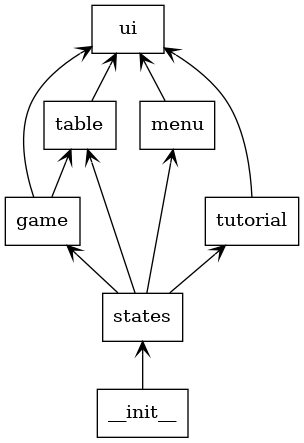 ui
table
menu
game
tutorial
states
__init__